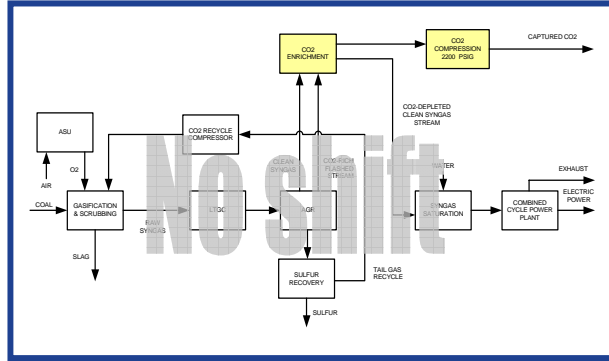 CO2
ENRICHMENT
CO2
COMPRESSION
2200 PSIG
CAPTURED CO2
CO2-DEPLETED
CLEAN SYNGAS
STREAM
ASU
CO2 RECYCLE
COMPRESSOR
O2
AIR
CLEAN
SYNGAS
CO2-RICH
FLASHED
STREAM
WATER
EXHAUST
ELECTRIC
POWER
COAL
GASIFICATION
& SCRUBBING
RAW
SYNGAS
LTGC
AGR
SYNGAS
SATURATION
COMBINED
CYCLE POWER
PLANT
No shift
SLAG
SULFUR
RECOVERY
TAIL GAS
RECYCLE
SULFUR